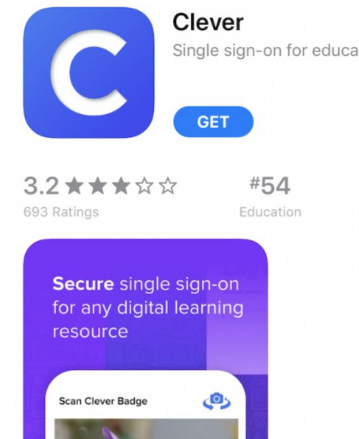 C
Clever
Single sign-on for educa
GET
3.2 ★★★☆☆
#54
693 Ratings
Education
Secure single sign-on
for any digital learning
resource
Scan Clever Badge